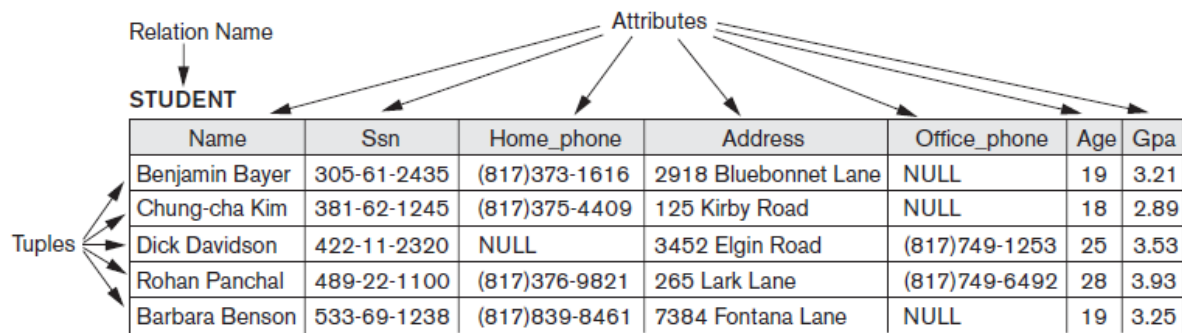 Attributes
Relation Name
STUDENT
Name Ssn Home_phone Address Office_phone Age Gpa
Benjamin Bayer 305-61-2435 (817)373-1616 2918 Bluebonnet Lane NULL 19 3.21
Chung-cha Kim 381-62-1245 (817)375-4409 125 Kirby Road NULL 18 2.89
Tuples Dick Davidson 422-11-2320 NULL 3452 Elgin Road (817)749-1253 25 3.53
Rohan Panchal 489-22-1100 (817)376-9821 265 Lark Lane (817)749-6492 28 3.93
Barbara Benson 533-69-1238 (817)839-8461 7384 Fontana Lane NULL 19 3.25